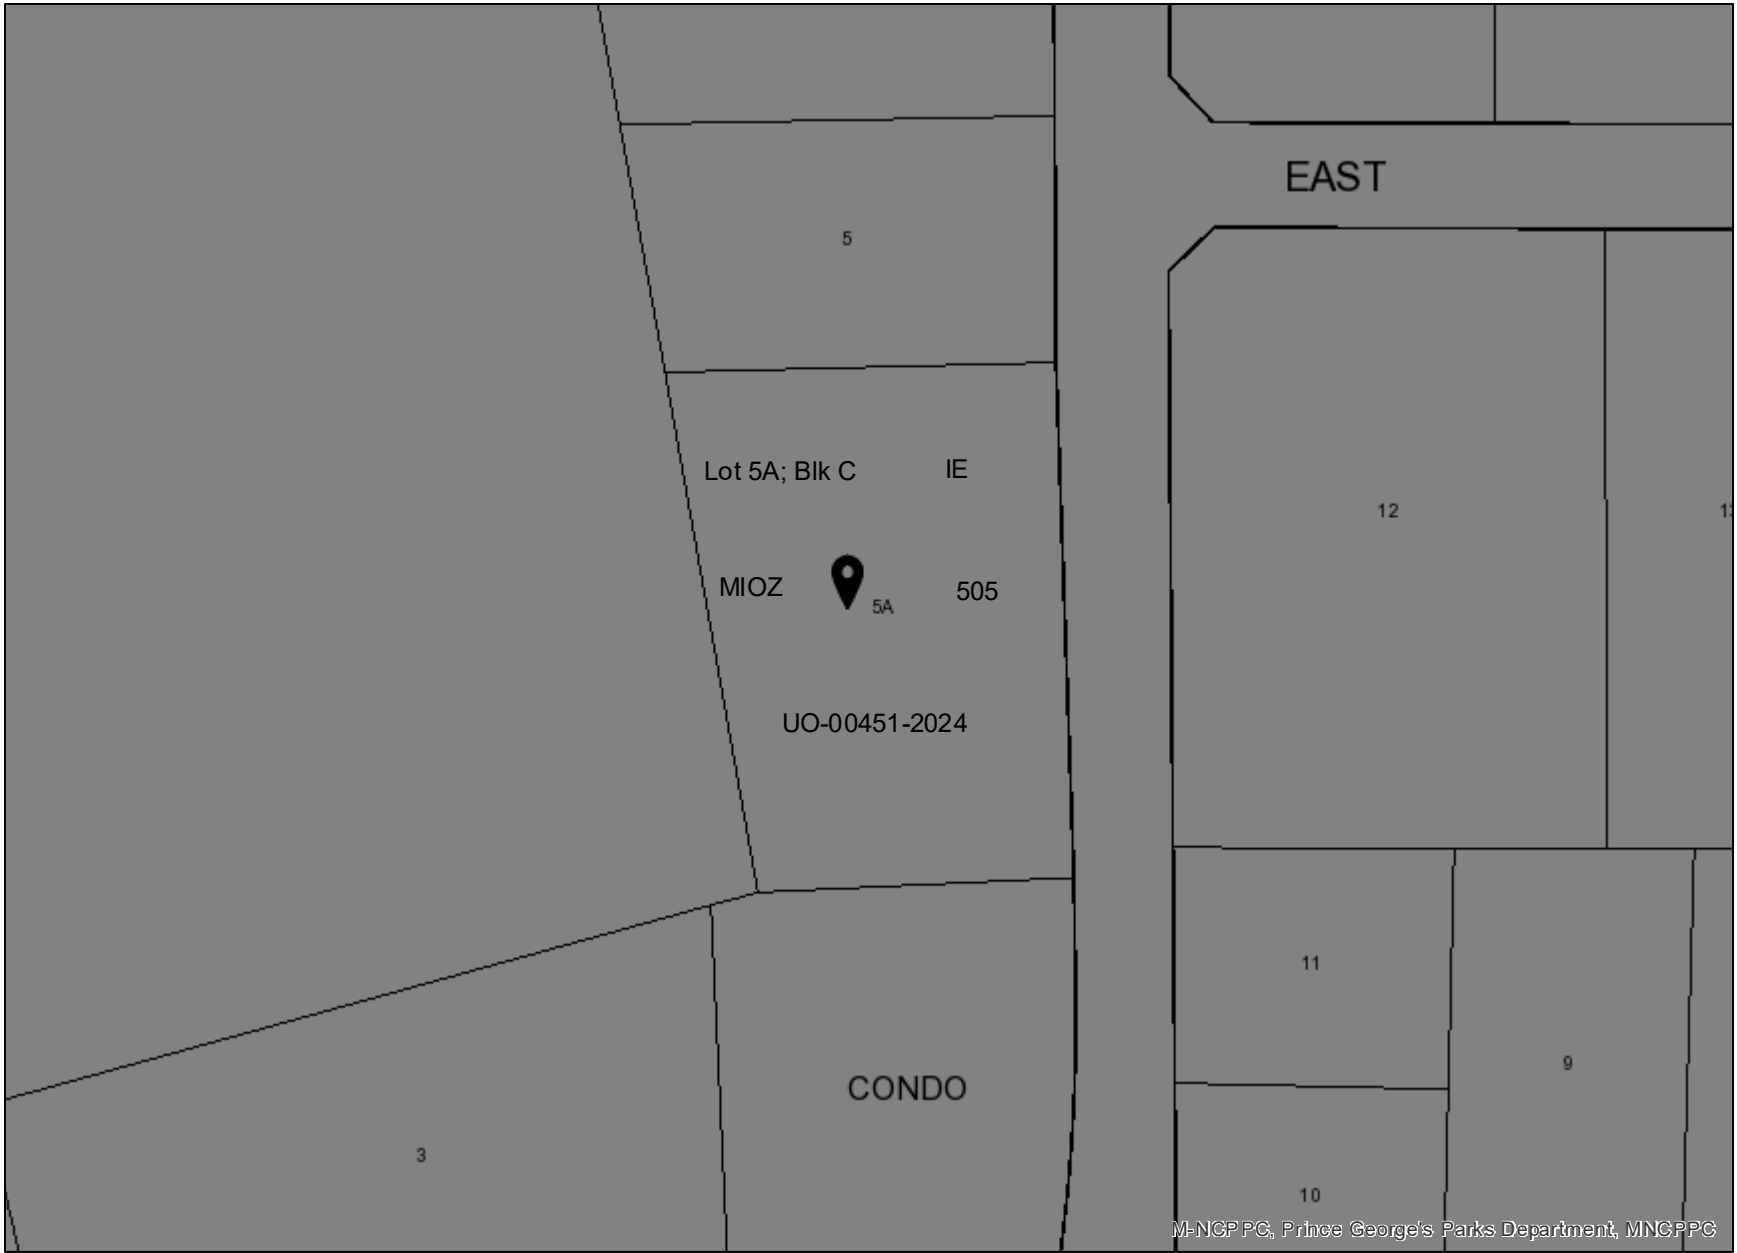 EAST
5
Lot 5A; Blk C
IE
12
MIOZ
5A
505
UO-00451-2024
11
9
CONDO
3
10
M-NCPPC, Prince George's Parks Department, MNCPPC